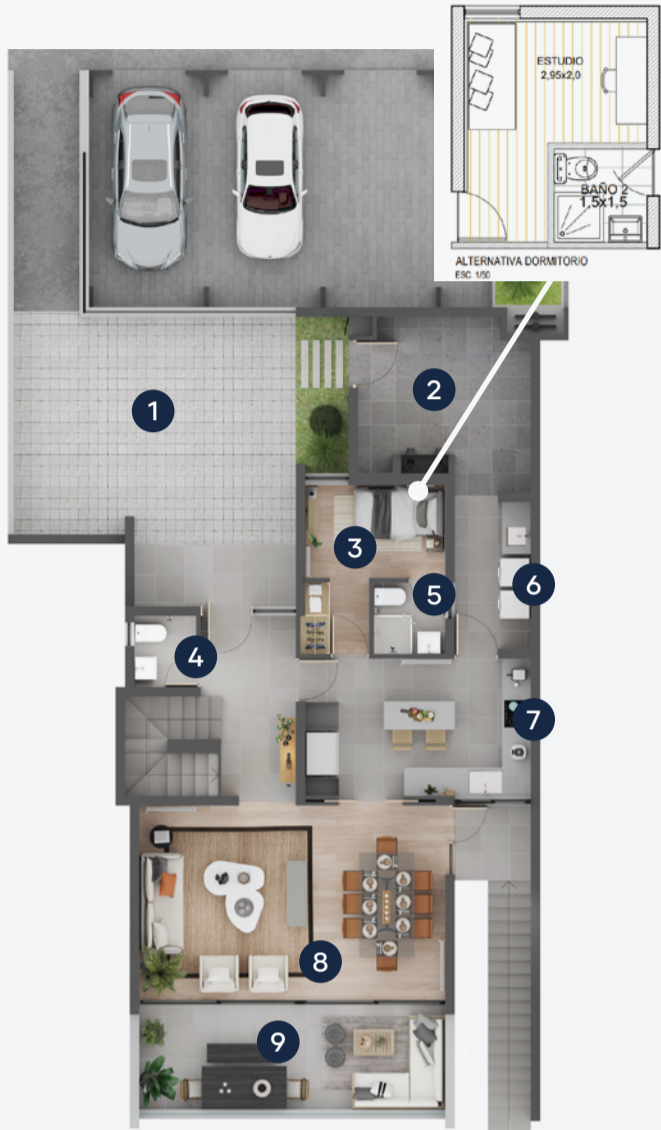 ESTUDIO
2,95x2,0
BAÑO 2
1,5x1,5
ALTERNATIVA DORMITORIO
ESC. 1/50
1
2
3
5
6
4
7
8
9